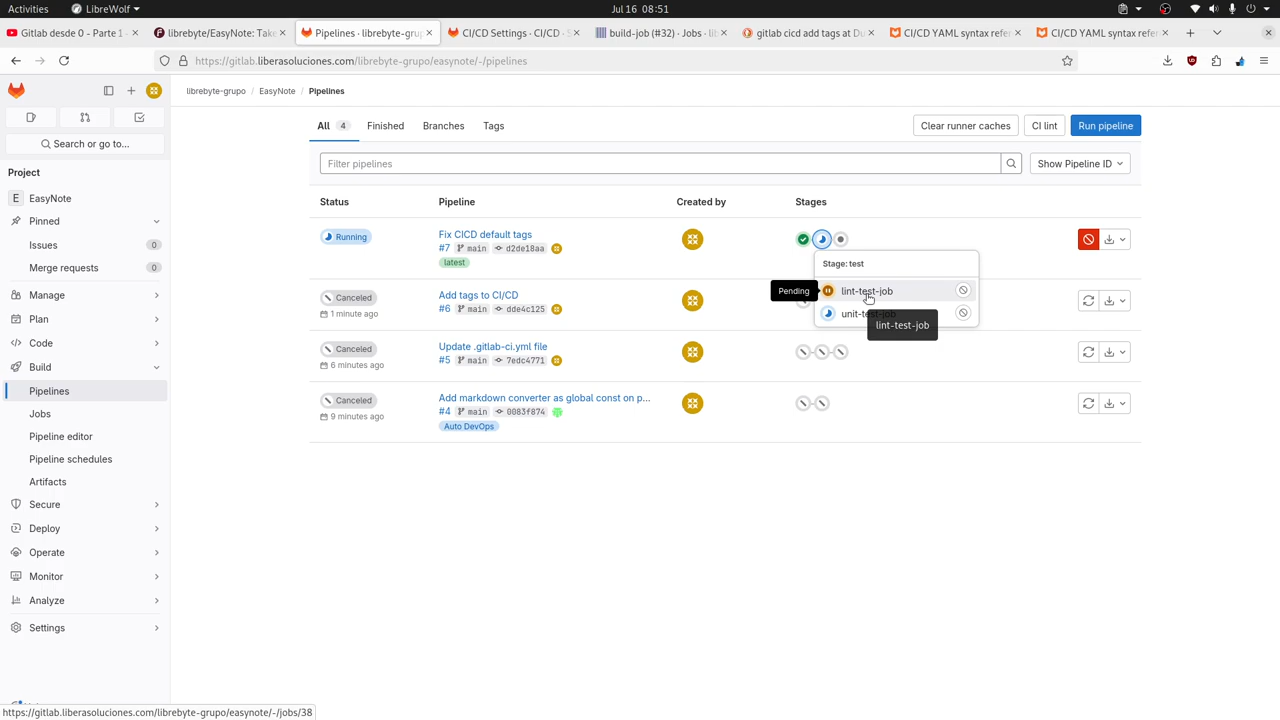 Activities
LibreWolf
Jul 16 08:51
Gitlab desde 0 - Parte 1 -
librebyte/EasyNote: Take
Pipelines · librebyte-gru
CI/CD Settings · CI/CD · S
build-job (#32) · Jobs · lib
gitlab cicd add tags at Du
CI/CD YAML syntax refer
CI/CD YAML syntax refer
https://gitlab.liberasoluciones.com/librebyte-grupo/easynote/-/pipelines
librebyte-grupo / EasyNote / Pipelines
Search or go to...
Project
E EasyNote
Pinned
Issues
Merge requests
Manage
Plan
Code
Build
Pipelines
Jobs
Pipeline editor
Pipeline schedules
Artifacts
Secure
Deploy
Operate
Monitor
Analyze
Settings
All 4
Finished
Branches
Tags
Clear runner caches
CI lint
Run pipeline
Filter pipelines
Show Pipeline ID
Status
Pipeline
Created by
Stages
Running
Fix CICD default tags
#7 main d2de18aa
latest
Stage: test
Pending
lint-test-job
unit-test-job
lint-test-job
Canceled
1 minute ago
Add tags to CI/CD
#6 main dde4c125
Canceled
6 minutes ago
Update .gitlab-ci.yml file
#5 main 7edc4771
Canceled
9 minutes ago
Add markdown converter as global const on p...
#4 main 0083f874
Auto DevOps
https://gitlab.liberasoluciones.com/librebyte-grupo/easynote/-/jobs/38